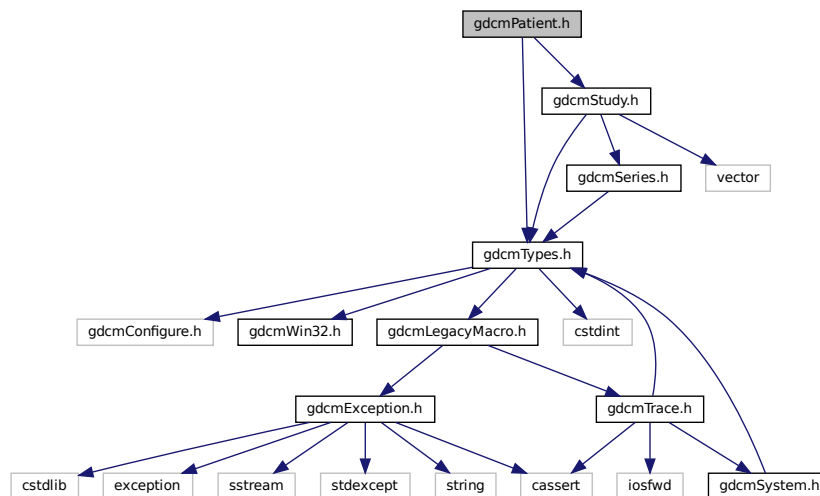 gdcmPatient.h
gdcmStudy.h
gdcmSeries.h
vector
gdcmTypes.h
gdcmConfigure.h
gdcmWin32.h
gdcmLegacyMacro.h
cstdint
gdcmException.h
gdcmTrace.h
cstdlib
exception
sstream
stdexcept
string
cassert
iosfwd
gdcmSystem.h